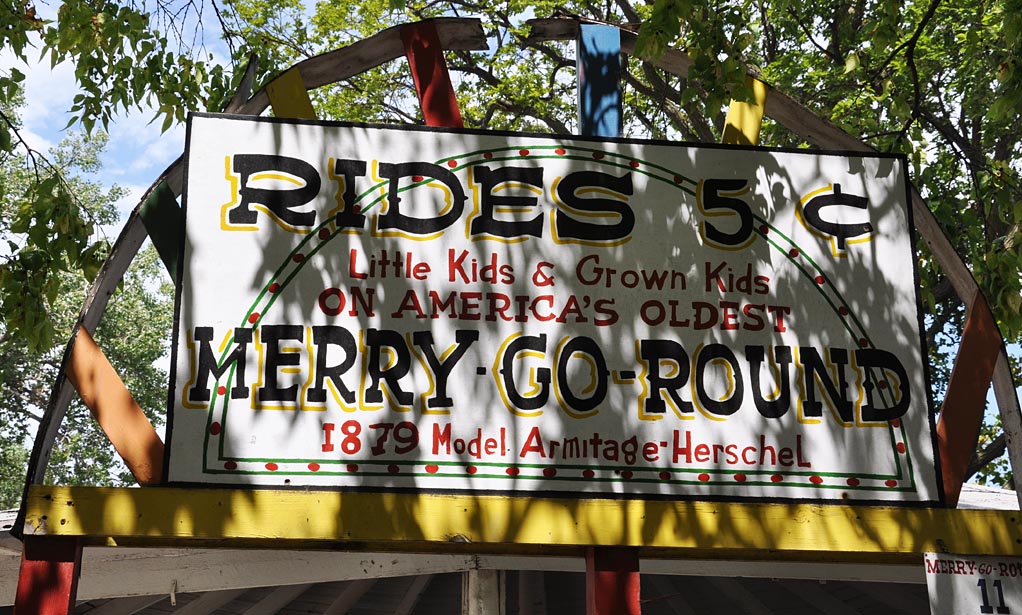 RIDES 5¢
Little Kids & Grown Kids
ON AMERICA'S OLDEST
MERRY-GO-ROUND
1879 Model Armitage-Herschel
MERRY-GO-RO
11